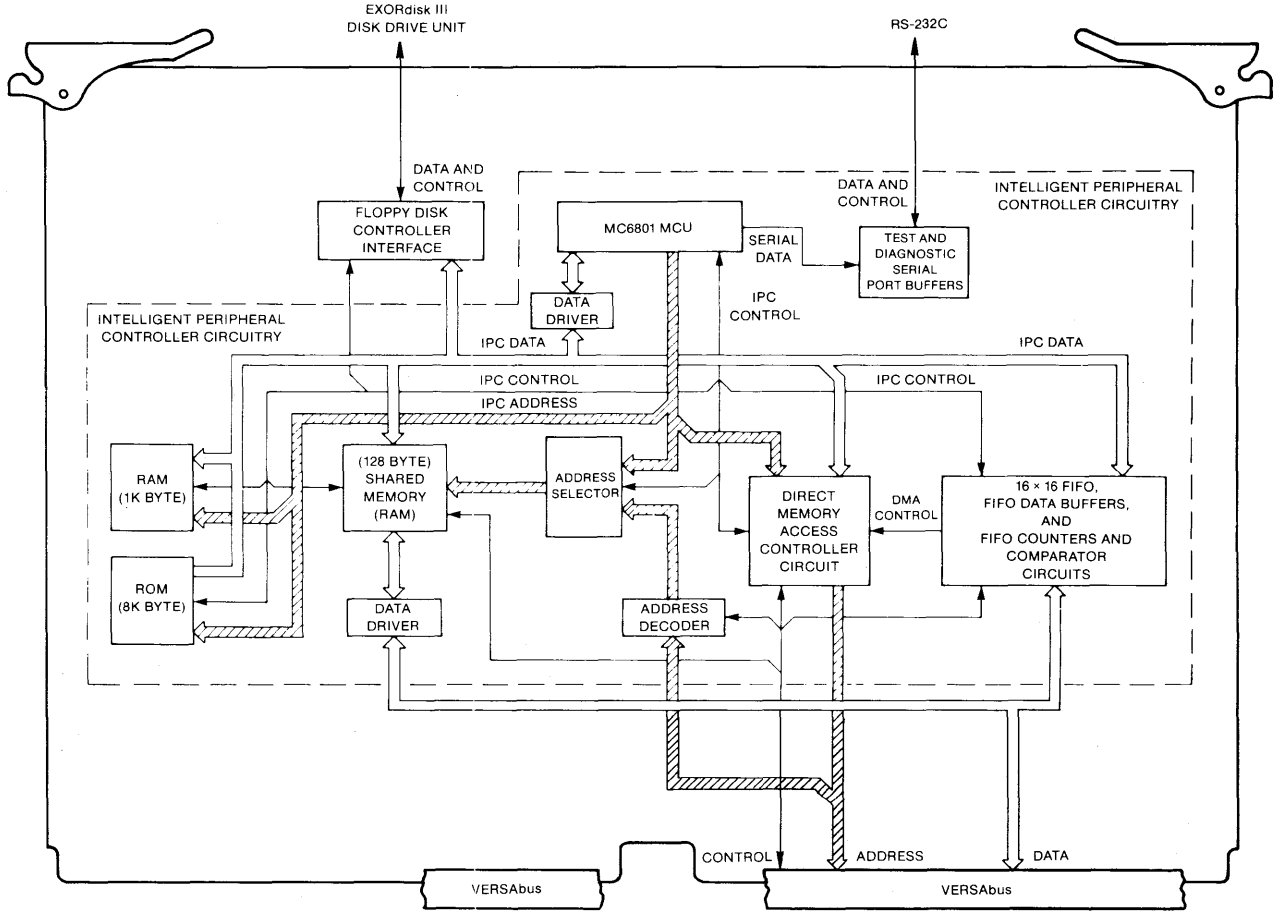 EXORdisk III
DISK DRIVE UNIT
RS-232C
DATA AND
CONTROL
DATA AND
CONTROL
INTELLIGENT PERIPHERAL
CONTROLLER CIRCUITRY
FLOPPY DISK
CONTROLLER
INTERFACE
MC6801 MCU
SERIAL
DATA
TEST AND
DIAGNOSTIC
SERIAL
PORT BUFFERS
DATA
DRIVER
IPC
CONTROL
INTELLIGENT PERIPHERAL
CONTROLLER CIRCUITRY
IPC DATA
IPC DATA
IPC CONTROL
IPC CONTROL
IPC ADDRESS
RAM
(1K BYTE)
(128 BYTE)
SHARED
MEMORY
(RAM)
ADDRESS
SELECTOR
DIRECT
MEMORY
ACCESS
CONTROLLER
CIRCUIT
DMA
CONTROL
16 × 16 FIFO,
FIFO DATA BUFFERS,
AND
FIFO COUNTERS AND
COMPARATOR
CIRCUITS
ROM
(8K BYTE)
DATA
DRIVER
ADDRESS
DECODER
CONTROL
ADDRESS
DATA
VERSAbus
VERSAbus